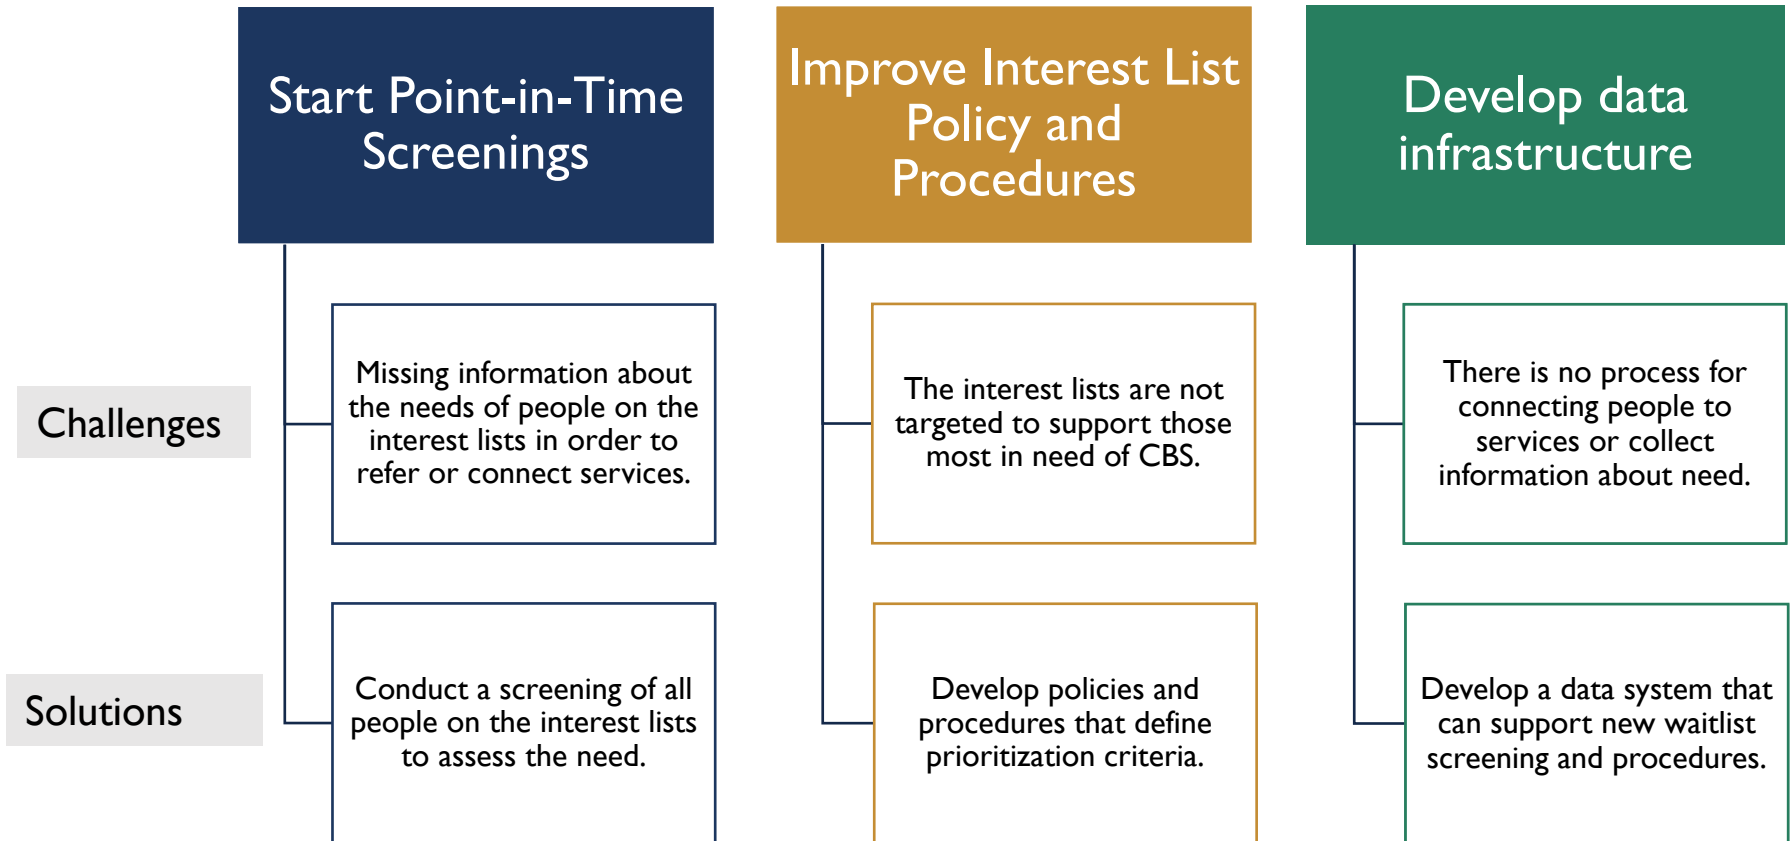 Start Point-in-Time
Screenings
Improve Interest List
Policy and
Procedures
Develop data
infrastructure
Challenges
Missing information about
the needs of people on the
interest lists in order to
refer or connect services.
The interest lists are not
targeted to support those
most in need of CBS.
There is no process for
connecting people to
services or collect
information about need.
Solutions
Conduct a screening of all
people on the interest lists
to assess the need.
Develop policies and
procedures that define
prioritization criteria.
Develop a data system that
can support new waitlist
screening and procedures.